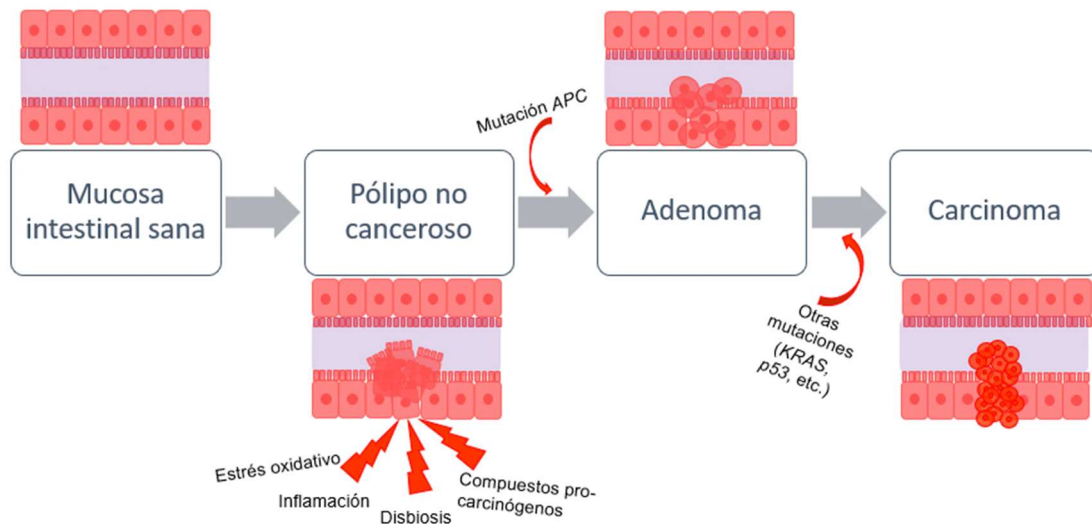 Mutación APC
Mucosa
intestinal sana
Pólipo no
canceroso
Adenoma
Carcinoma
Otras
mutaciones
(KRAS,
p53, etc.)
Estrés oxidativo
Inflamación
Disbiosis
Compuestos pro-
carcinógenos